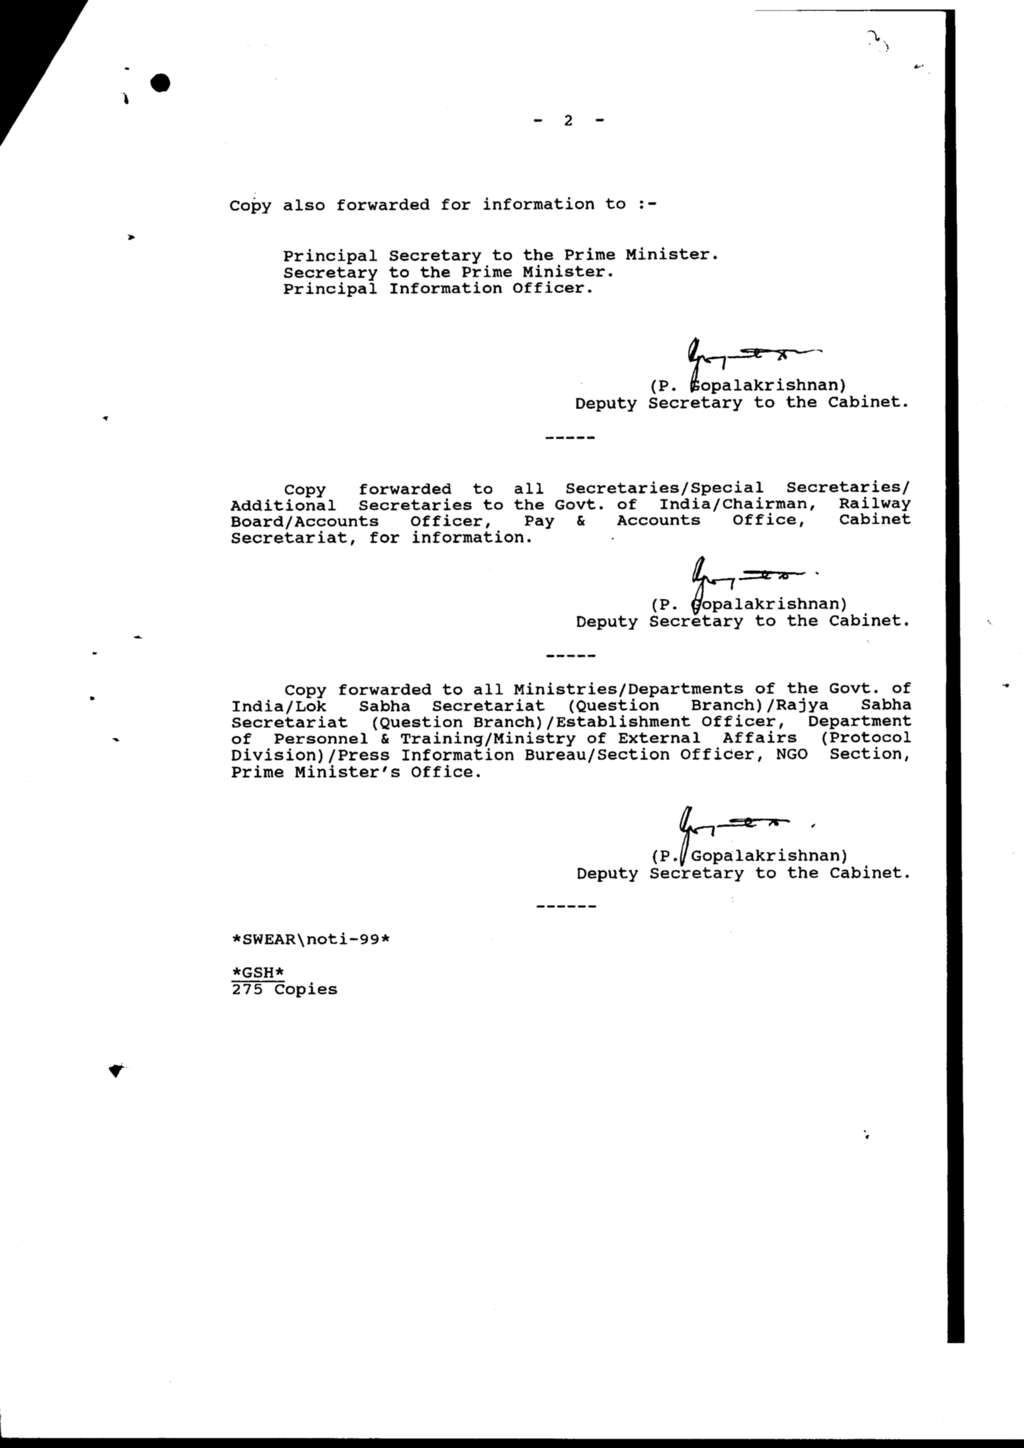 - 2 -
Copy also forwarded for information to :-
Principal Secretary to the Prime Minister.
Secretary to the Prime Minister.
Principal Information Officer.
(P. Gopalakrishnan)
Deputy Secretary to the Cabinet.
-----
Copy forwarded to all Secretaries/Special Secretaries/
Additional Secretaries to the Govt. of India/Chairman, Railway
Board/Accounts Officer, Pay & Accounts Office, Cabinet
Secretariat, for information.
(P. Gopalakrishnan)
Deputy Secretary to the Cabinet.
-----
Copy forwarded to all Ministries/Departments of the Govt. of
India/Lok Sabha Secretariat (Question Branch)/Rajya Sabha
Secretariat (Question Branch)/Establishment Officer, Department
of Personnel & Training/Ministry of External Affairs (Protocol
Division)/Press Information Bureau/Section Officer, NGO Section,
Prime Minister's Office.
(P. Gopalakrishnan)
Deputy Secretary to the Cabinet.
------
*SWEAR\noti-99*
*GSH*
275 Copies